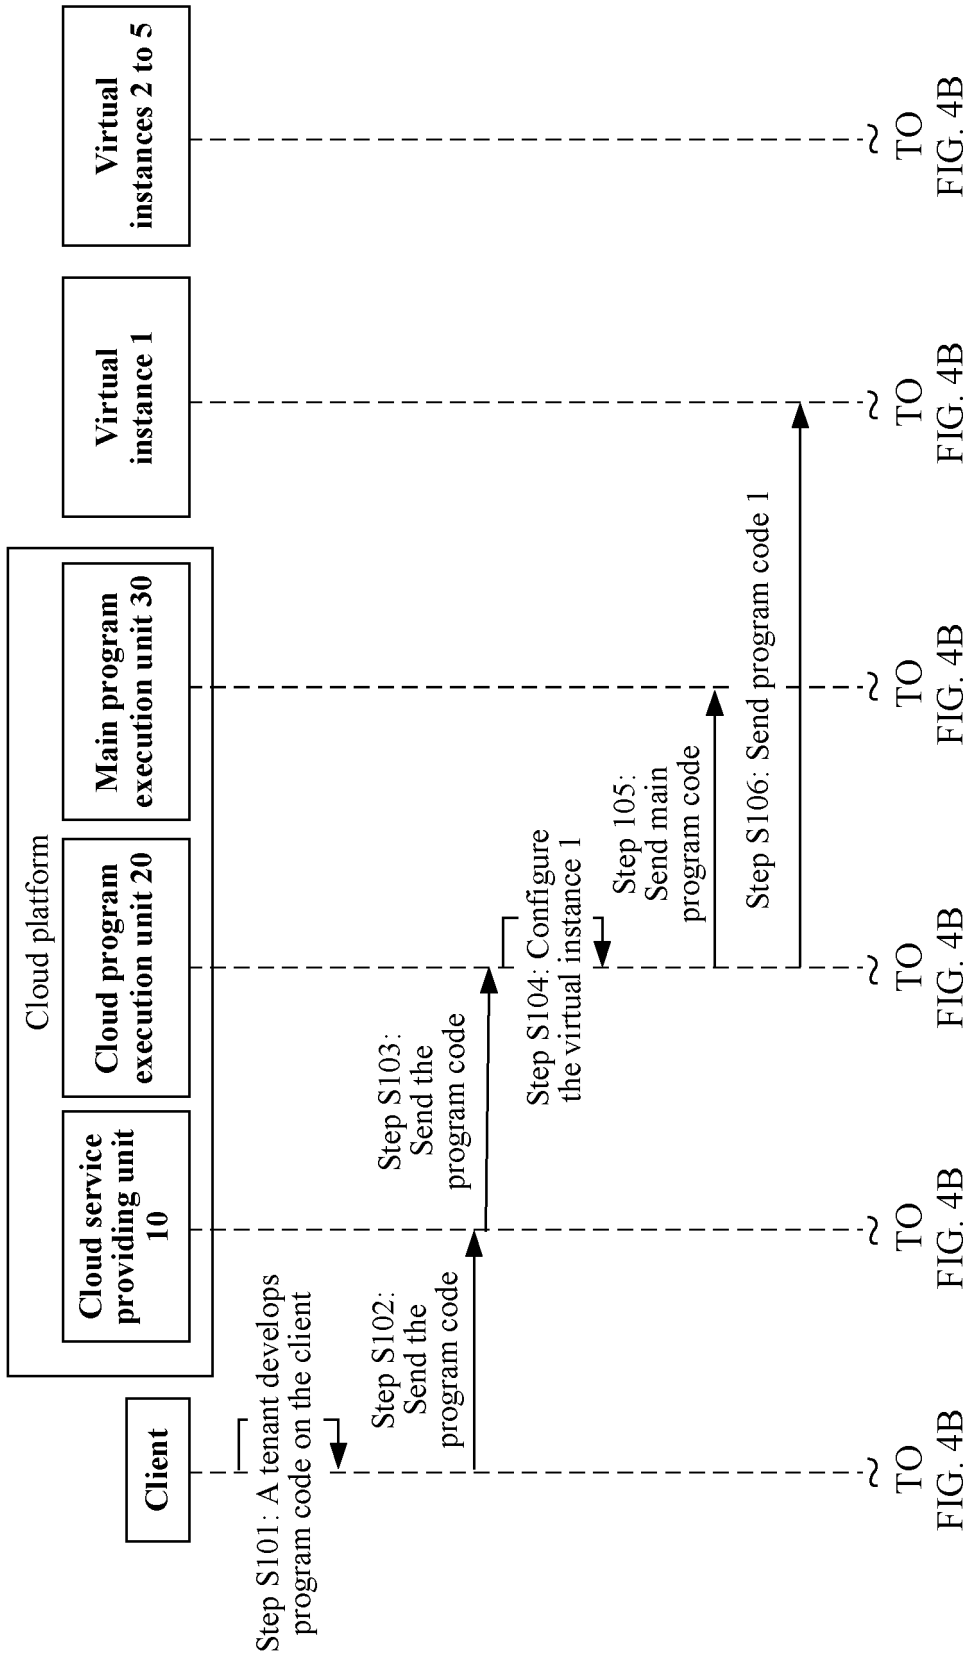 Cloud platform
Client
Cloud service
providing unit
10
Cloud program
execution unit 20
Main program
execution unit 30
Virtual
instance 1
Virtual
instances 2 to 5
Step S101: A tenant develops
program code on the client
Step S102:
Send the
program code
Step S103:
Send the
program code
Step S104: Configure
the virtual instance 1
Step 105:
Send main
program code
Step S106: Send program code 1
TO
FIG. 4B
TO
FIG. 4B
TO
FIG. 4B
TO
FIG. 4B
TO
FIG. 4B
TO
FIG. 4B